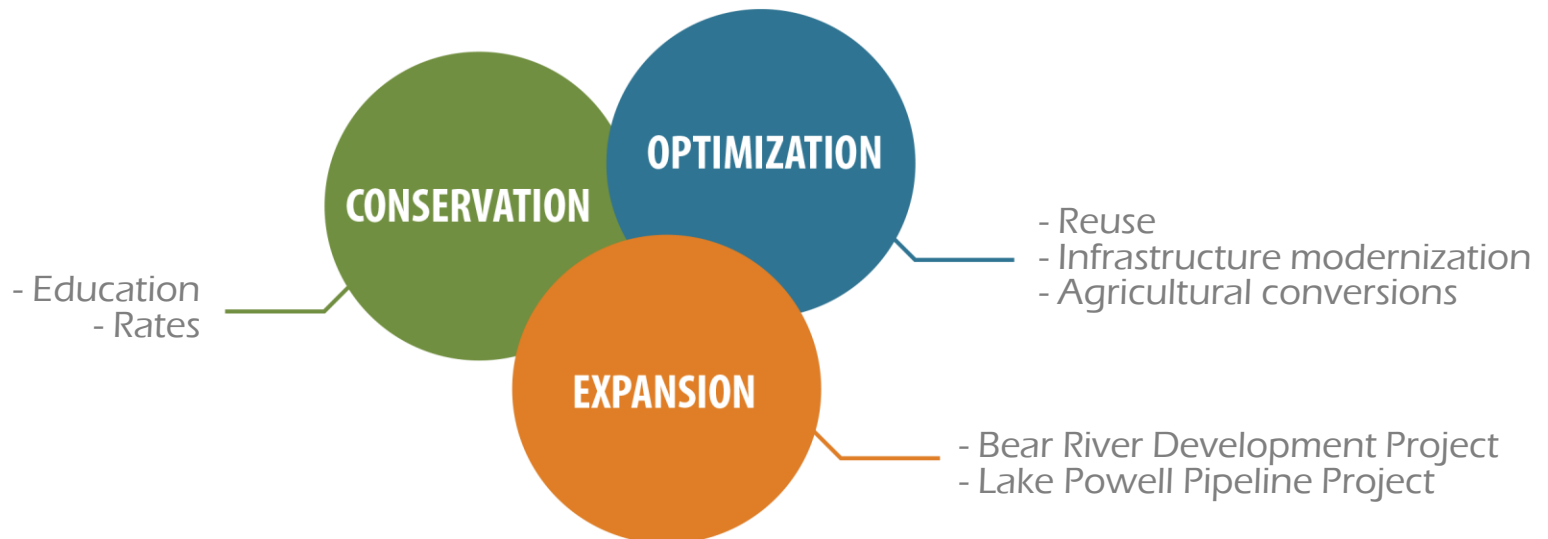 OPTIMIZATION
CONSERVATION
- Reuse
- Infrastructure modernization
- Agricultural conversions
- Education
- Rates
EXPANSION
- Bear River Development Project
- Lake Powell Pipeline Project